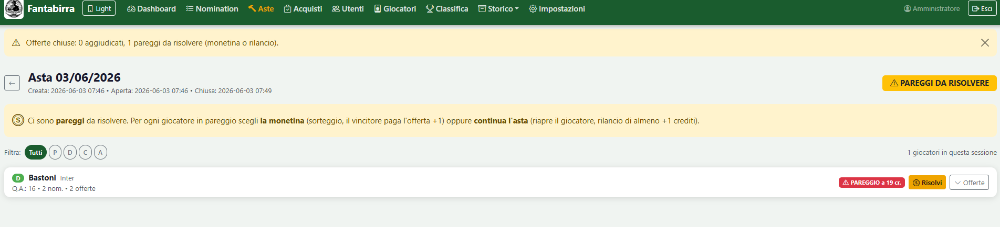 Fantabirra Light Dashboard Nomination Aste Acquisti Utenti Giocatori Classifica Storico Impostazioni Amministratore Esci
Offerte chiuse: 0 aggiudicati, 1 pareggi da risolvere (monetina o rilancio).
Asta 03/06/2026
Creata: 2026-06-03 07:46 • Aperta: 2026-06-03 07:46 • Chiusa: 2026-06-03 07:49
PAREGGI DA RISOLVERE
Ci sono pareggi da risolvere. Per ogni giocatore in pareggio scegli la monetina (sorteggio, il vincitore paga l'offerta +1) oppure continua l'asta (riapre il giocatore, rilancio di almeno +1 crediti).
Filtra: Tutti P D C A
1 giocatori in questa sessione
D Bastoni Inter
Q.A.: 16 • 2 nom. • 2 offerte
PAREGGIO a 19 cr. Risolvi Offerte